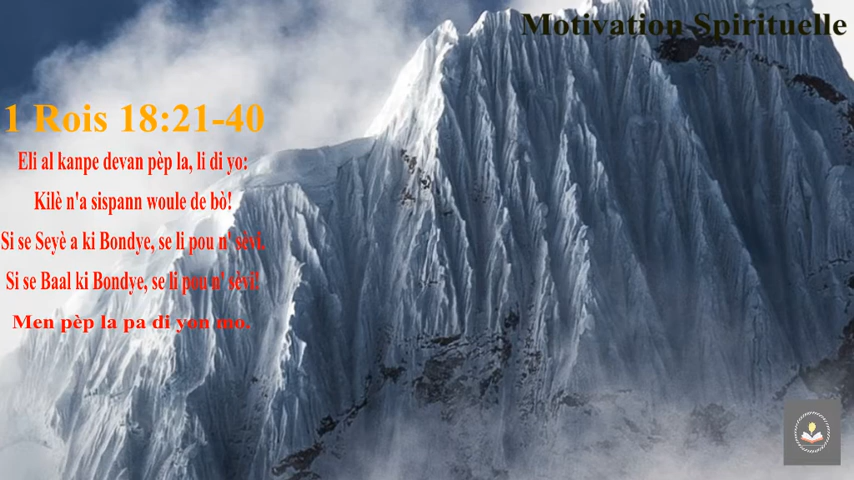 Motivation Spirituelle
1 Rois 18:21-40
Eli al kanpe devan pèp la, li di yo:
Kilè n'a sispann woule de bò!
Si se Seyè a ki Bondye, se li pou n' sèvi.
Si se Baal ki Bondye, se li pou n' sèvi!
Men pèp la pa di yon mo.